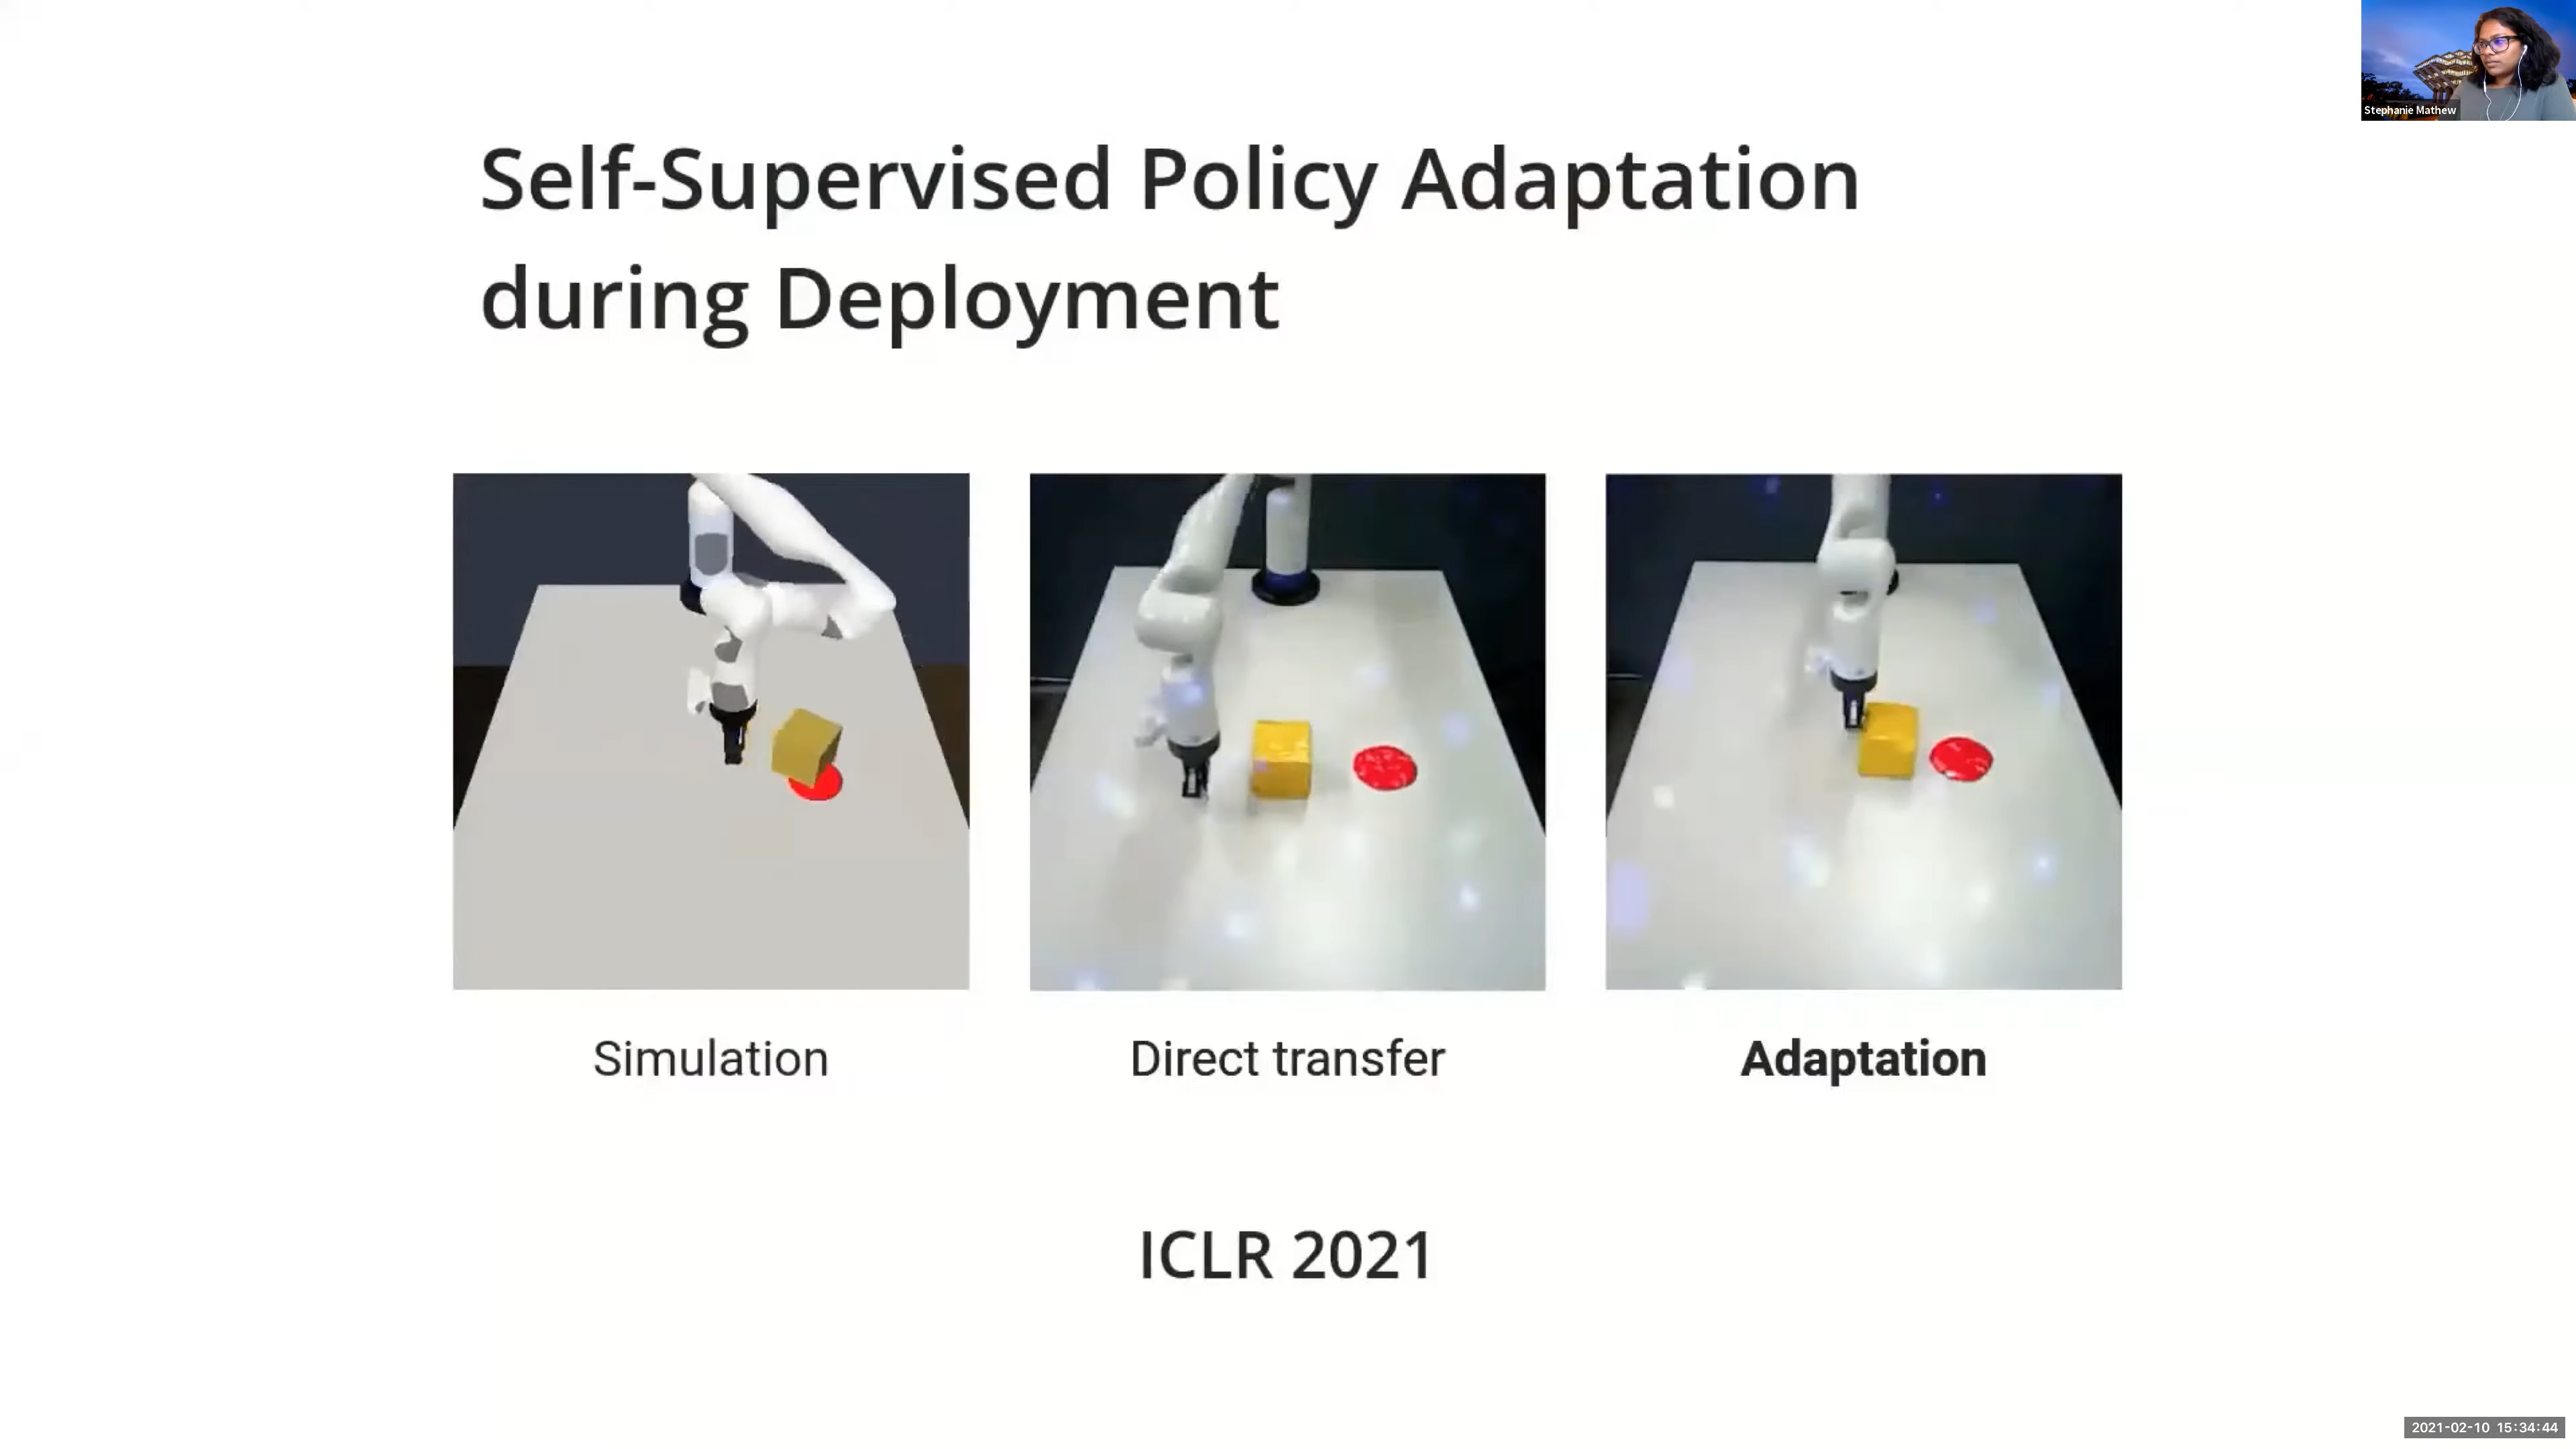 Stephanie Mathew
Self-Supervised Policy Adaptation
during Deployment
Simulation
Direct transfer
Adaptation
ICLR 2021
2021-02-10 15:34:44